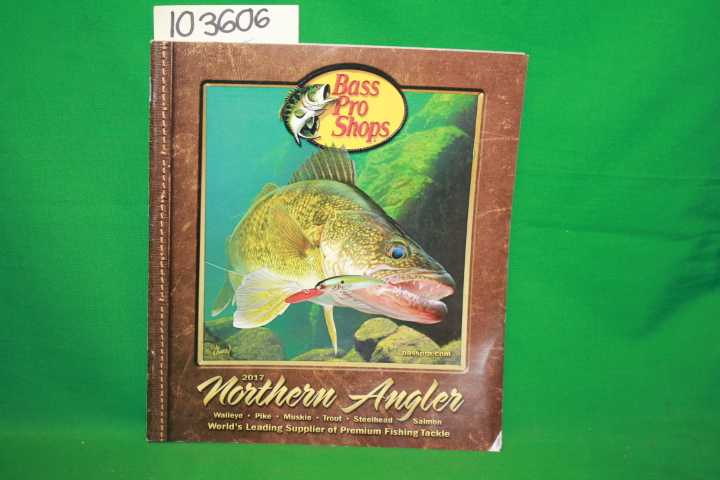 103606
Bass
Pro
Shops
basspro.com
2017
Northern Angler
Walleye • Pike • Muskie • Trout • Steelhead Salmon
World's Leading Supplier of Premium Fishing Tackle